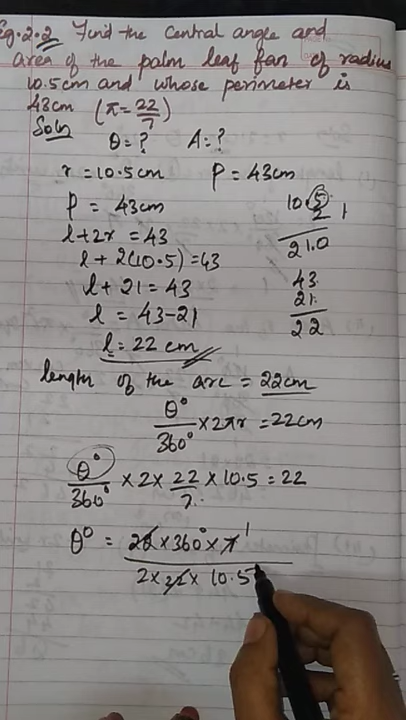 Eg.2.2 Find the central angle and
area of the palm leaf fan of radius
10.5cm and whose perimeter is
43cm (π=22/7)
Soln
θ=? A=?
r=10.5cm P=43cm
P = 43cm
l+2r = 43
l+2(10.5)=43
l+21=43
l = 43-21
l=22 cm
10.5
2 1
21.0
43
21
22
length of the arc = 22cm
θ°/360° ×2πr =22cm
θ°/360° ×2×22/7×10.5=22
θ° = 22×360°×7 1
2×22×10.5